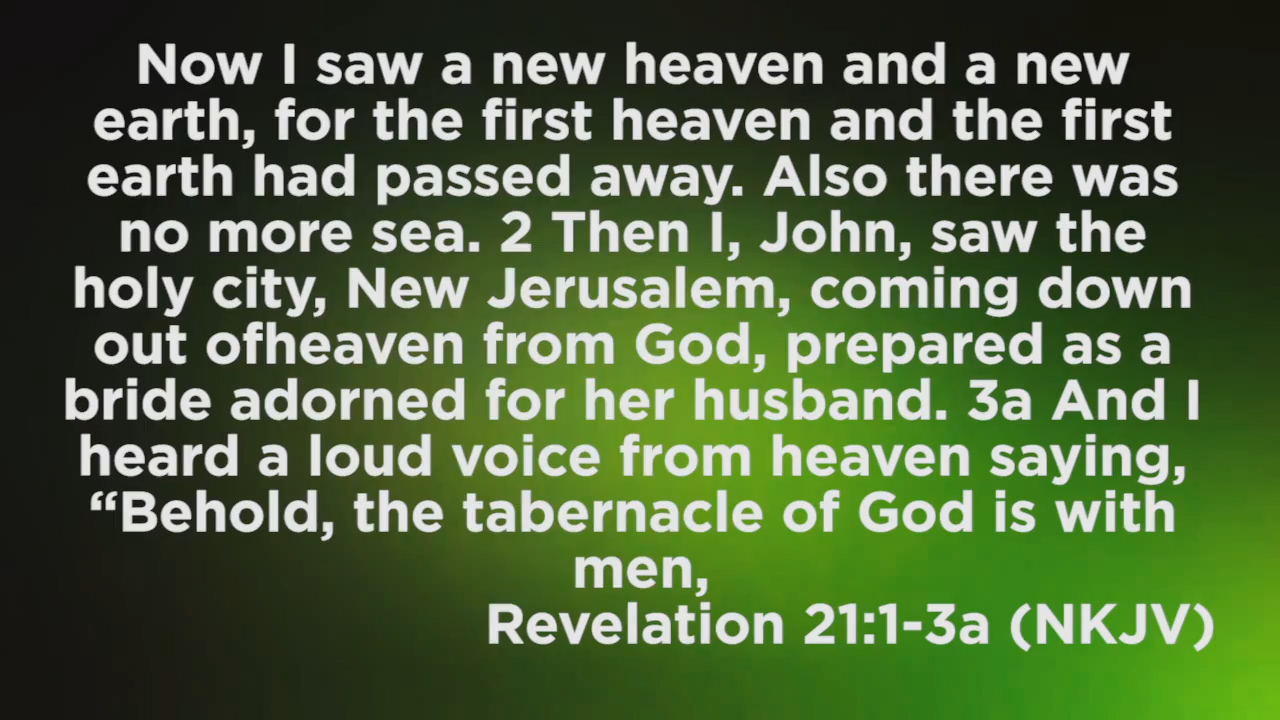 Now I saw a new heaven and a new
earth, for the first heaven and the first
earth had passed away. Also there was
no more sea. 2 Then I, John, saw the
holy city, New Jerusalem, coming down
out ofheaven from God, prepared as a
bride adorned for her husband. 3a And I
heard a loud voice from heaven saying,
“Behold, the tabernacle of God is with
men,
Revelation 21:1-3a (NKJV)